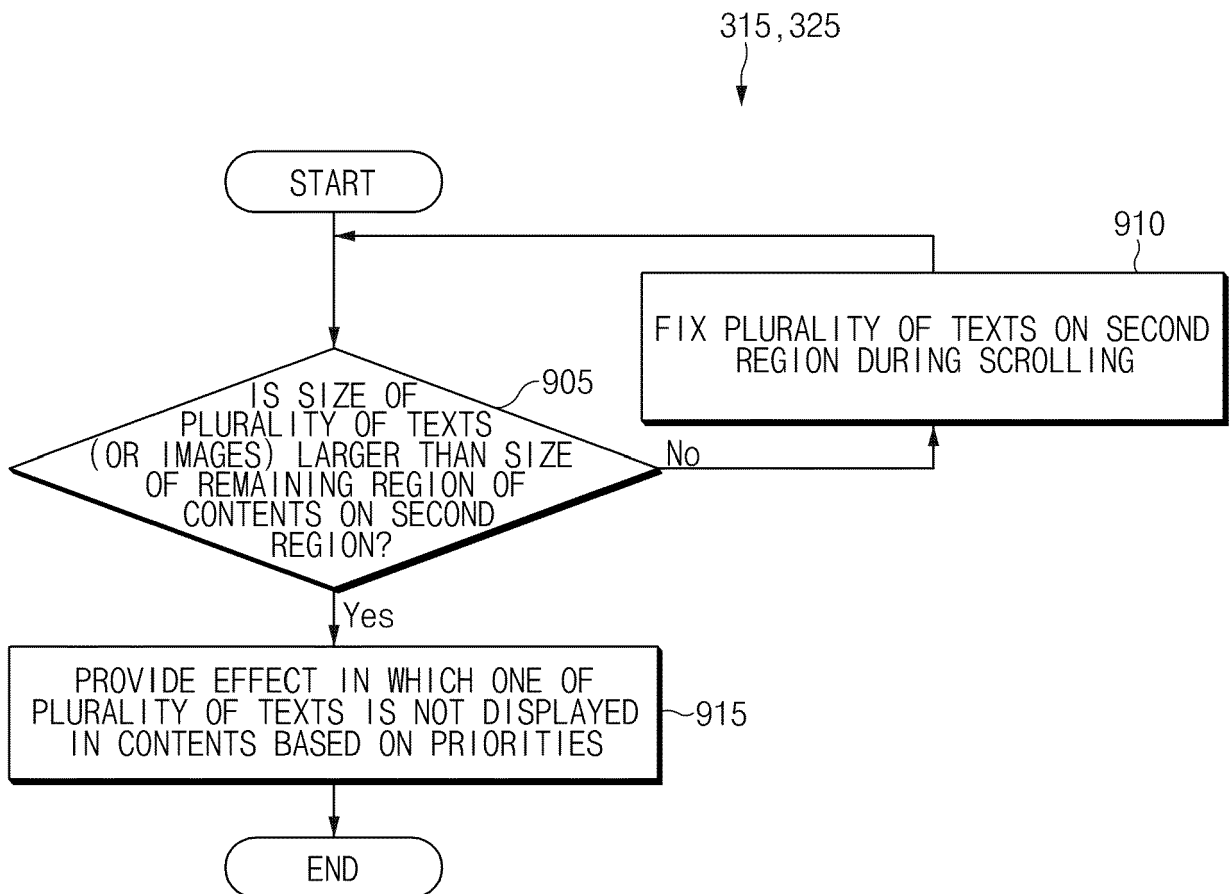 315,325
START
910
FIX PLURALITY OF TEXTS ON SECOND
REGION DURING SCROLLING
905
IS SIZE OF
PLURALITY OF TEXTS
(OR IMAGES) LARGER THAN SIZE
OF REMAINING REGION OF
CONTENTS ON SECOND
REGION?
No
Yes
PROVIDE EFFECT IN WHICH ONE OF
PLURALITY OF TEXTS IS NOT DISPLAYED
IN CONTENTS BASED ON PRIORITIES
915
END